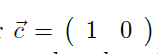 r c⃗ = ( 1 0 )